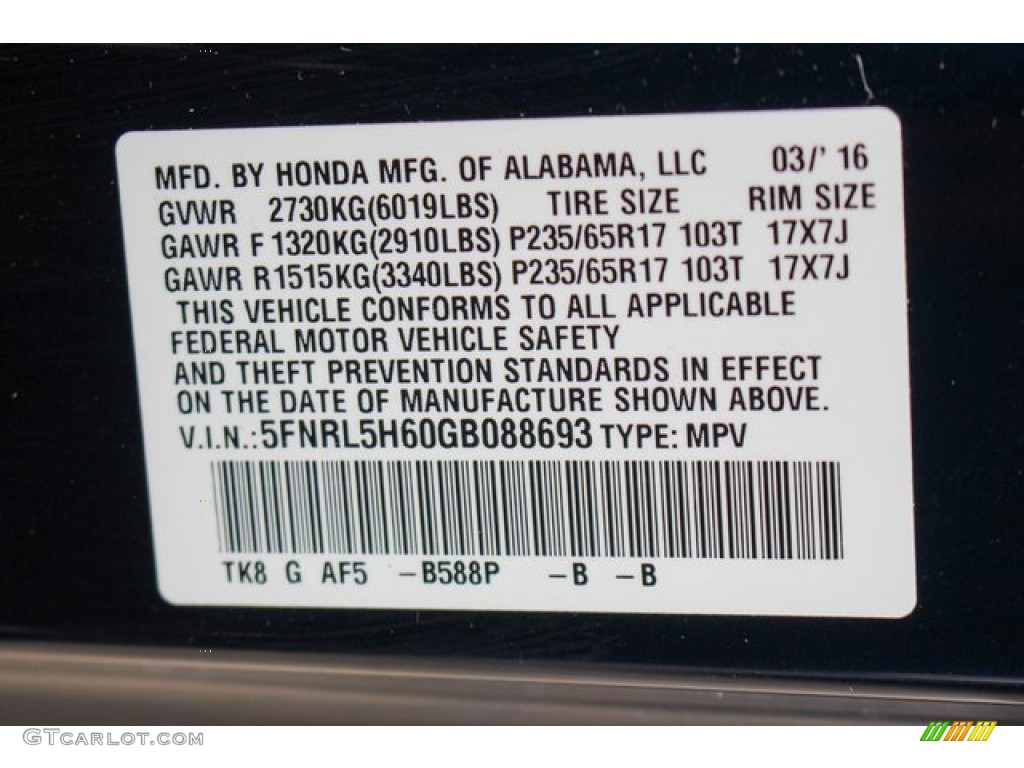 MFD. BY HONDA MFG. OF ALABAMA, LLC 03/' 16
GVWR 2730KG(6019LBS) TIRE SIZE RIM SIZE
GAWR F 1320KG(2910LBS) P235/65R17 103T 17X7J
GAWR R1515KG(3340LBS) P235/65R17 103T 17X7J
THIS VEHICLE CONFORMS TO ALL APPLICABLE
FEDERAL MOTOR VEHICLE SAFETY
AND THEFT PREVENTION STANDARDS IN EFFECT
ON THE DATE OF MANUFACTURE SHOWN ABOVE.
V.I.N.: 5FNRL5H60GB088693 TYPE: MPV
TK8 G AF5 -B588P -B -B
GTCarlot.com